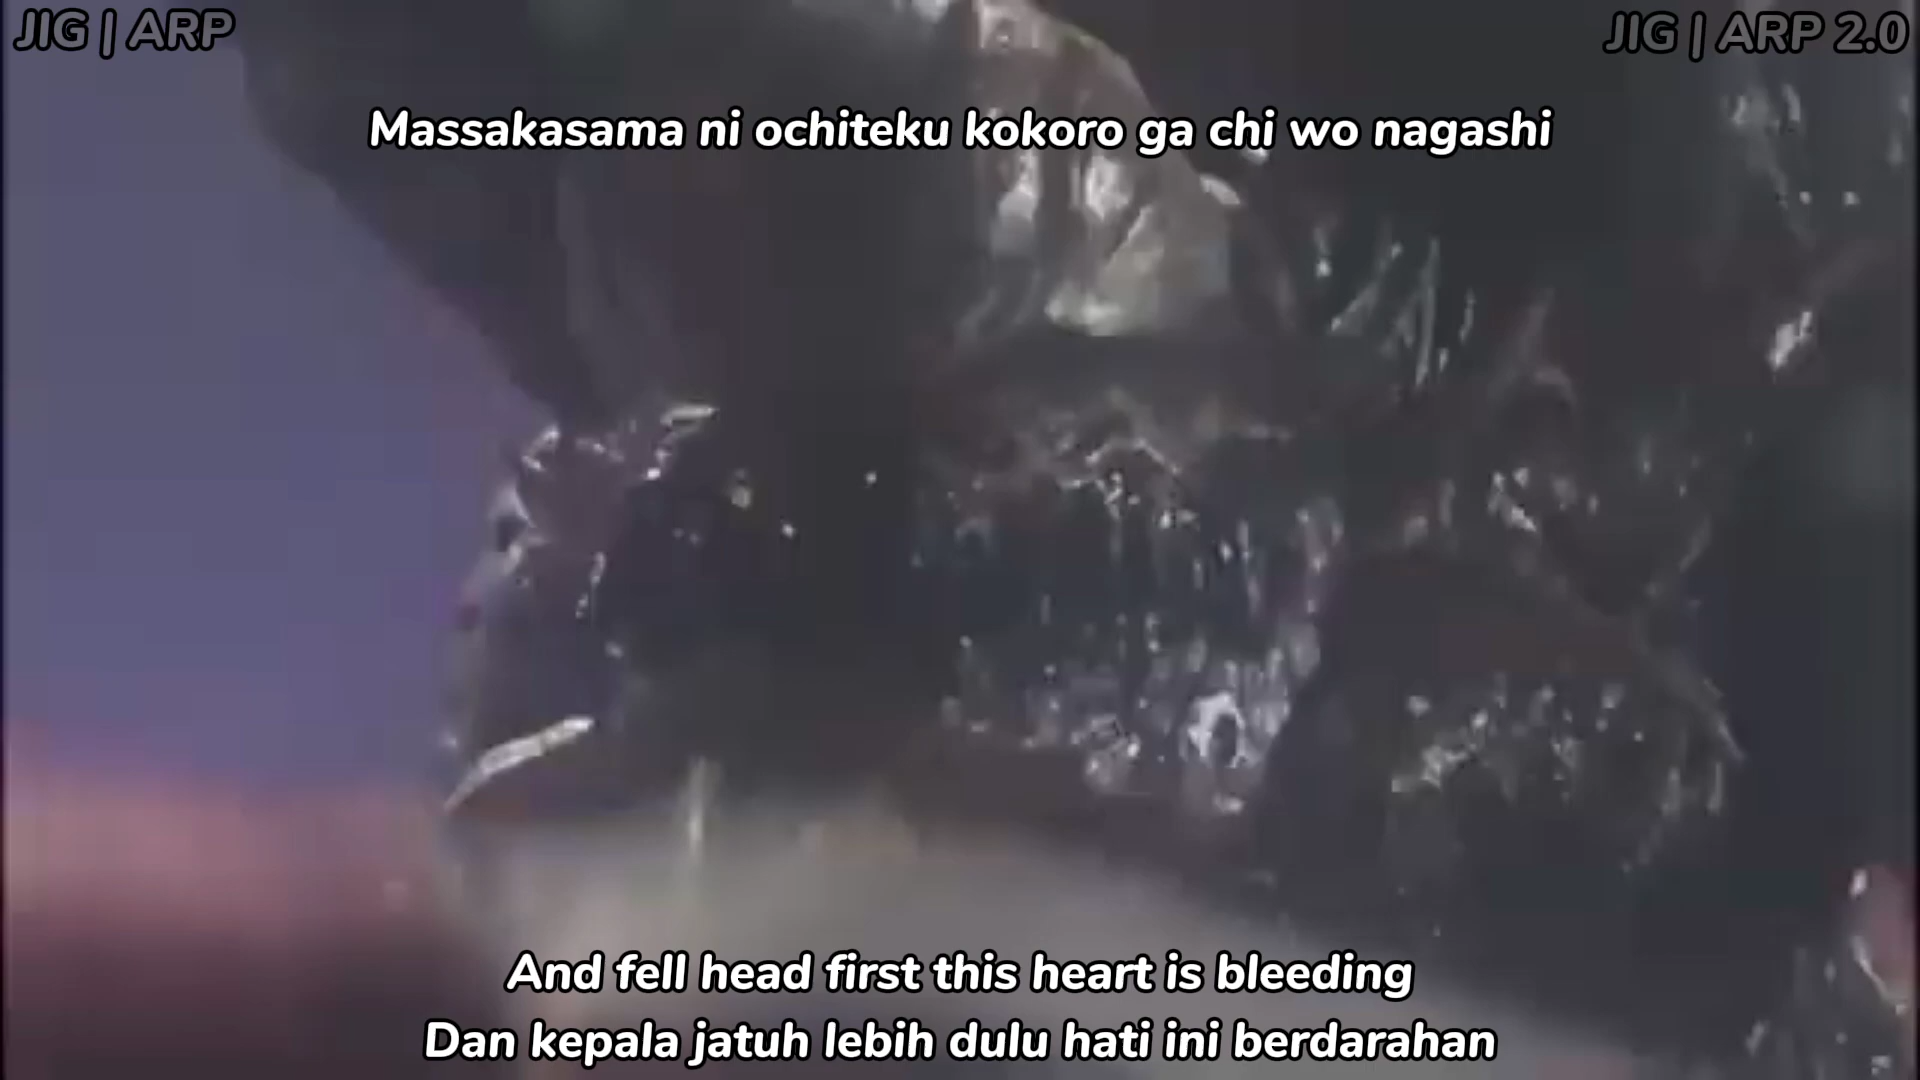 JIG | ARP
JIG | ARP 2.0
Massakasama ni ochiteku kokoro ga chi wo nagashi
And fell head first this heart is bleeding
Dan kepala jatuh lebih dulu hati ini berdarahan